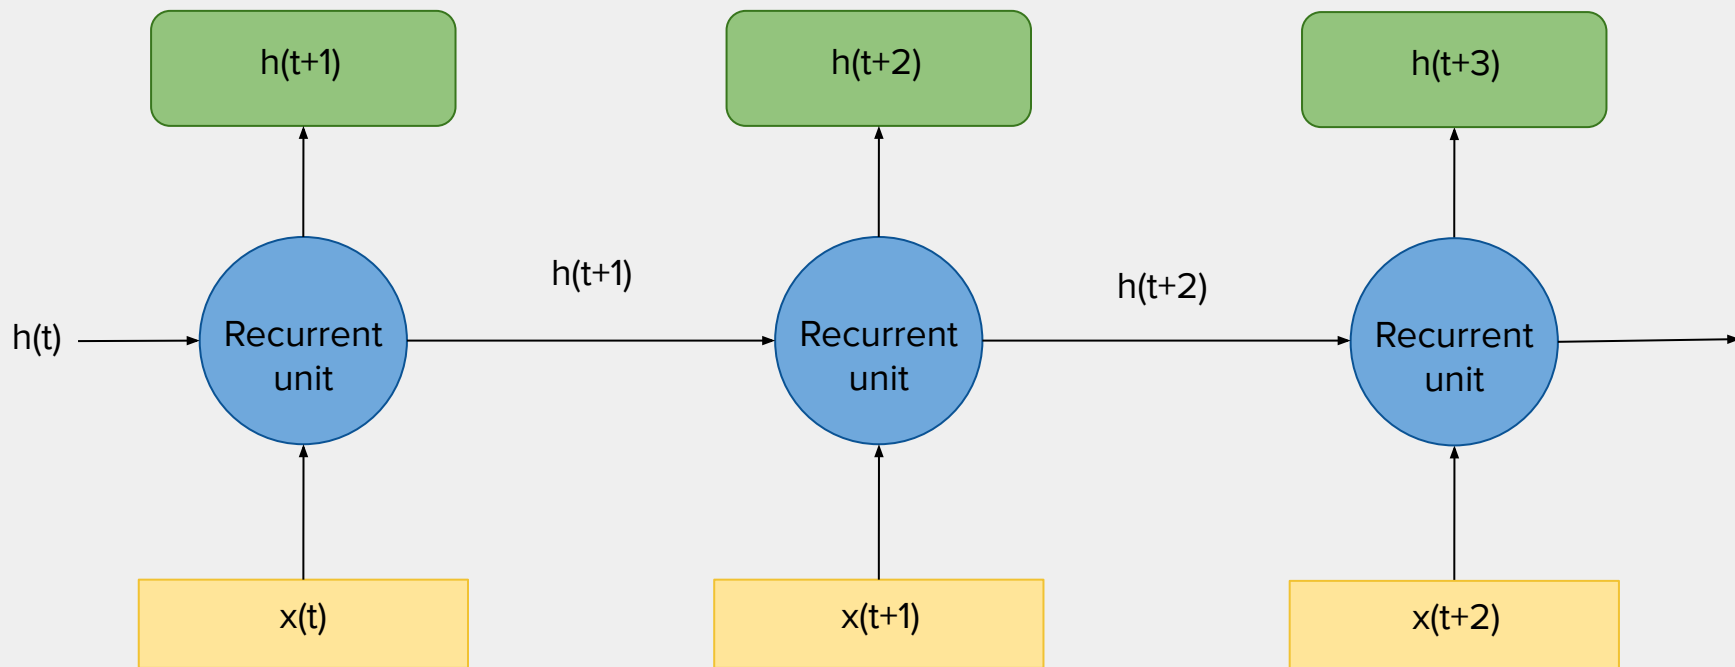 h(t+1)
h(t+2)
h(t+3)
h(t+1)
h(t+2)
h(t)
Recurrent
unit
Recurrent
unit
Recurrent
unit
x(t)
x(t+1)
x(t+2)